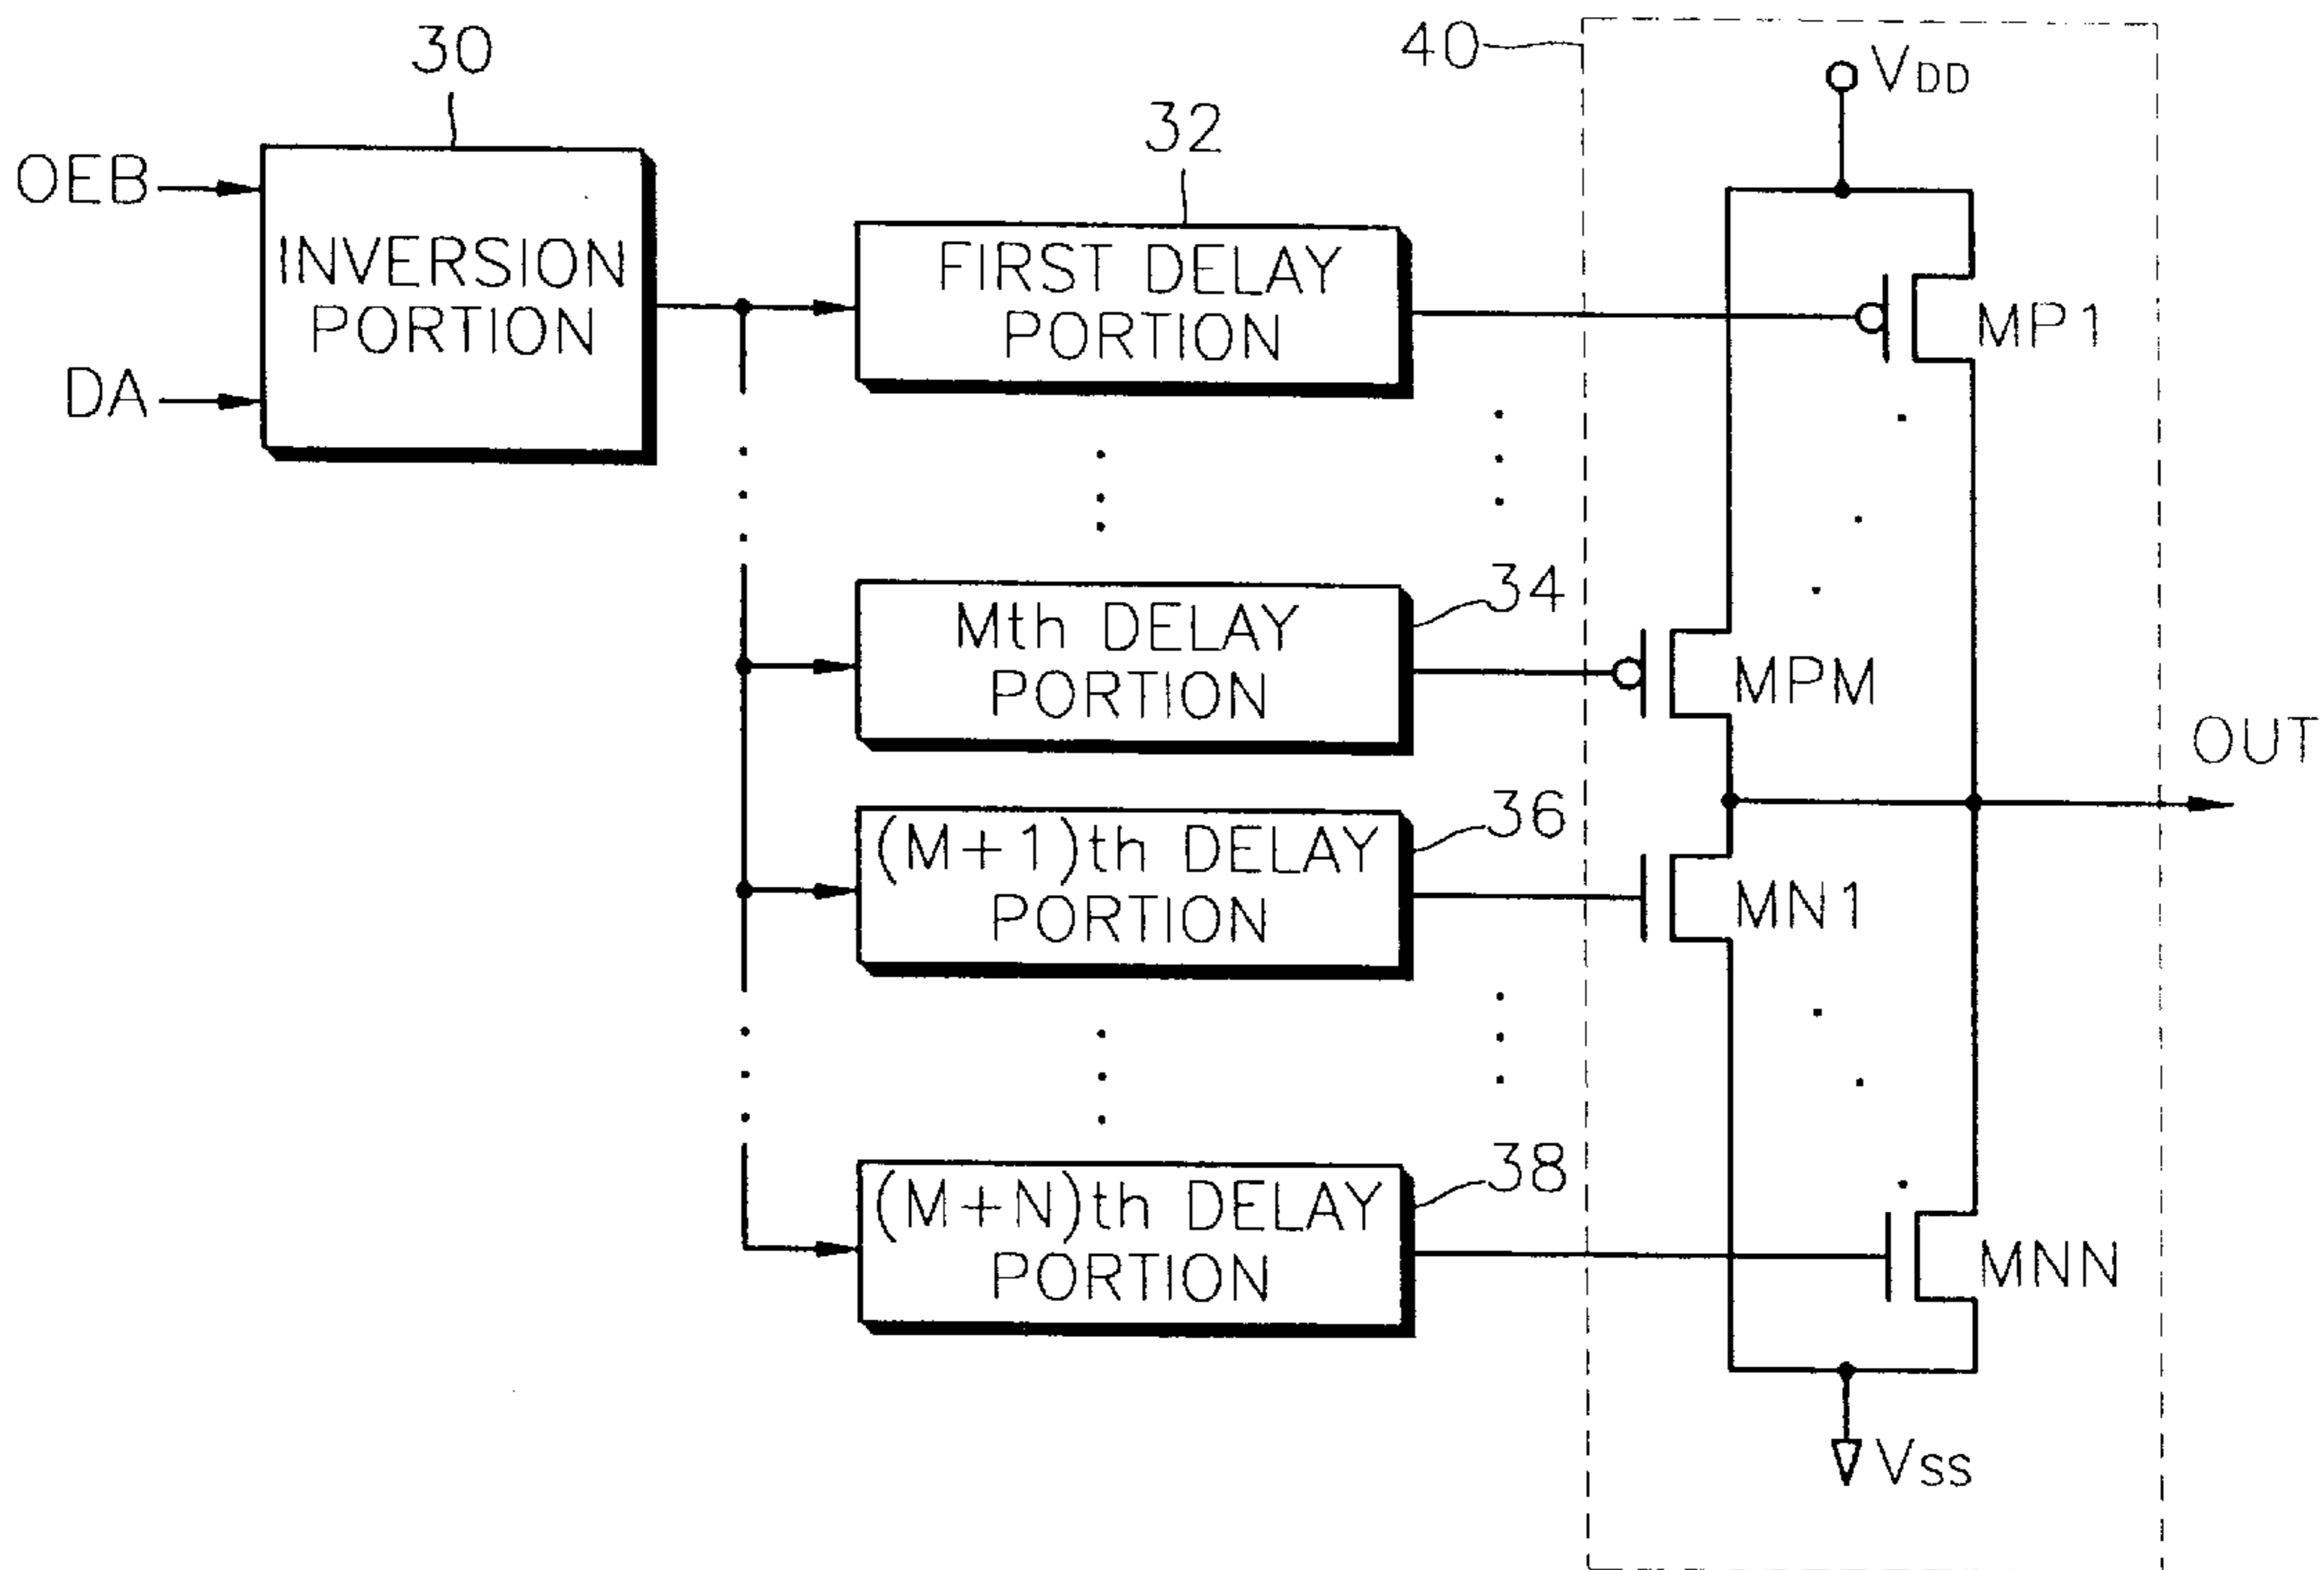 30
40
VDD
OEB
32
INVERSION
PORTION
FIRST DELAY
PORTION
MP1
DA
34
Mth DELAY
PORTION
MPM
OUT
36
(M+1)th DELAY
PORTION
MN1
38
(M+N)th DELAY
PORTION
MNN
VSS